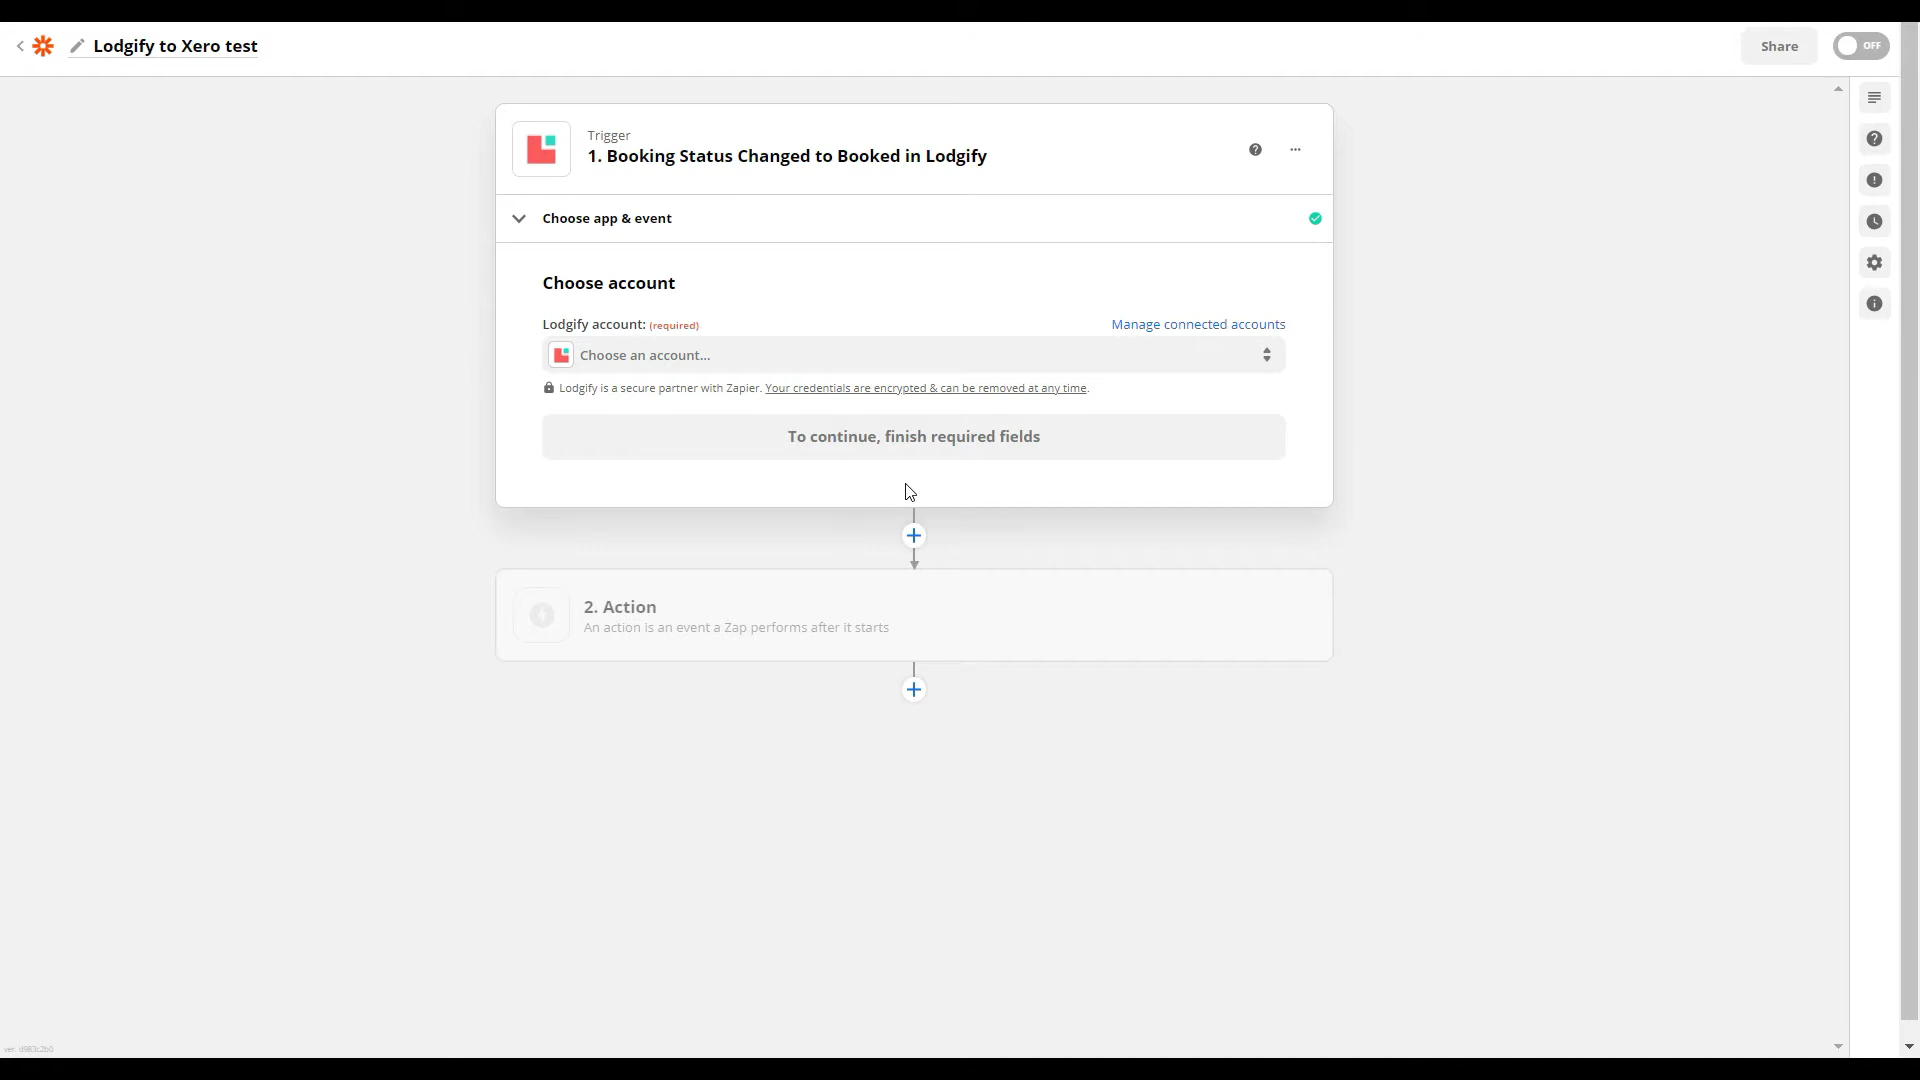 Lodgify to Xero test
Share
OFF
Trigger
1. Booking Status Changed to Booked in Lodgify
Choose app & event
Choose account
Lodgify account: (required)
Manage connected accounts
Choose an account...
Lodgify is a secure partner with Zapier. Your credentials are encrypted & can be removed at any time.
To continue, finish required fields
2. Action
An action is an event a Zap performs after it starts